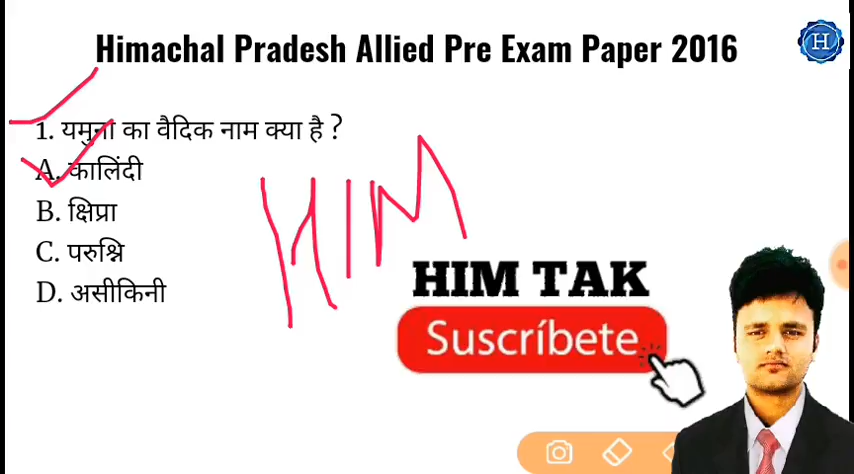 Himachal Pradesh Allied Pre Exam Paper 2016
H
1. यमुना का वैदिक नाम क्या है ?
A. कालिंदी
B. क्षिप्रा
C. परुश्नि
D. असीकिनी
HIM
HIM TAK
Suscríbete